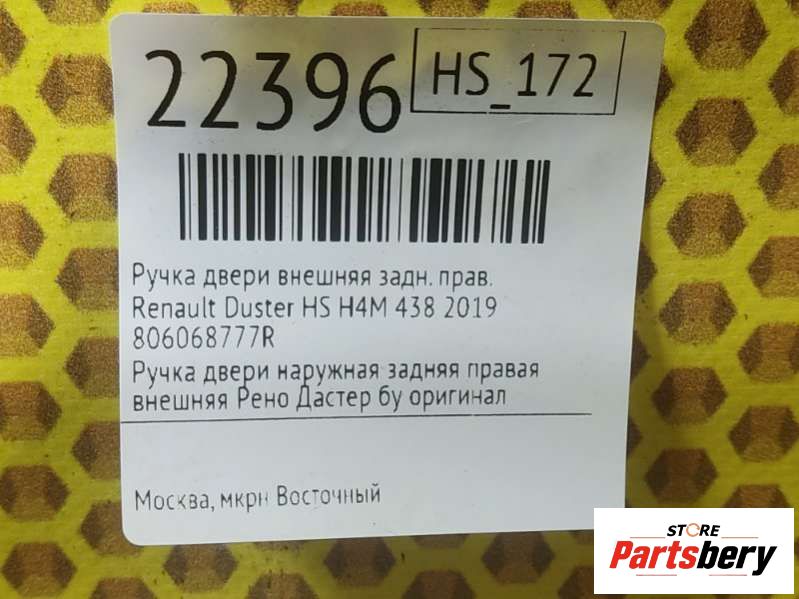 22396
HS_172
Ручка двери внешняя задн. прав.
Renault Duster HS H4M 438 2019
806068777R
Ручка двери наружная задняя правая
внешняя Рено Дастер бу оригинал
Москва, мкрн Восточный
STORE
Partsbery